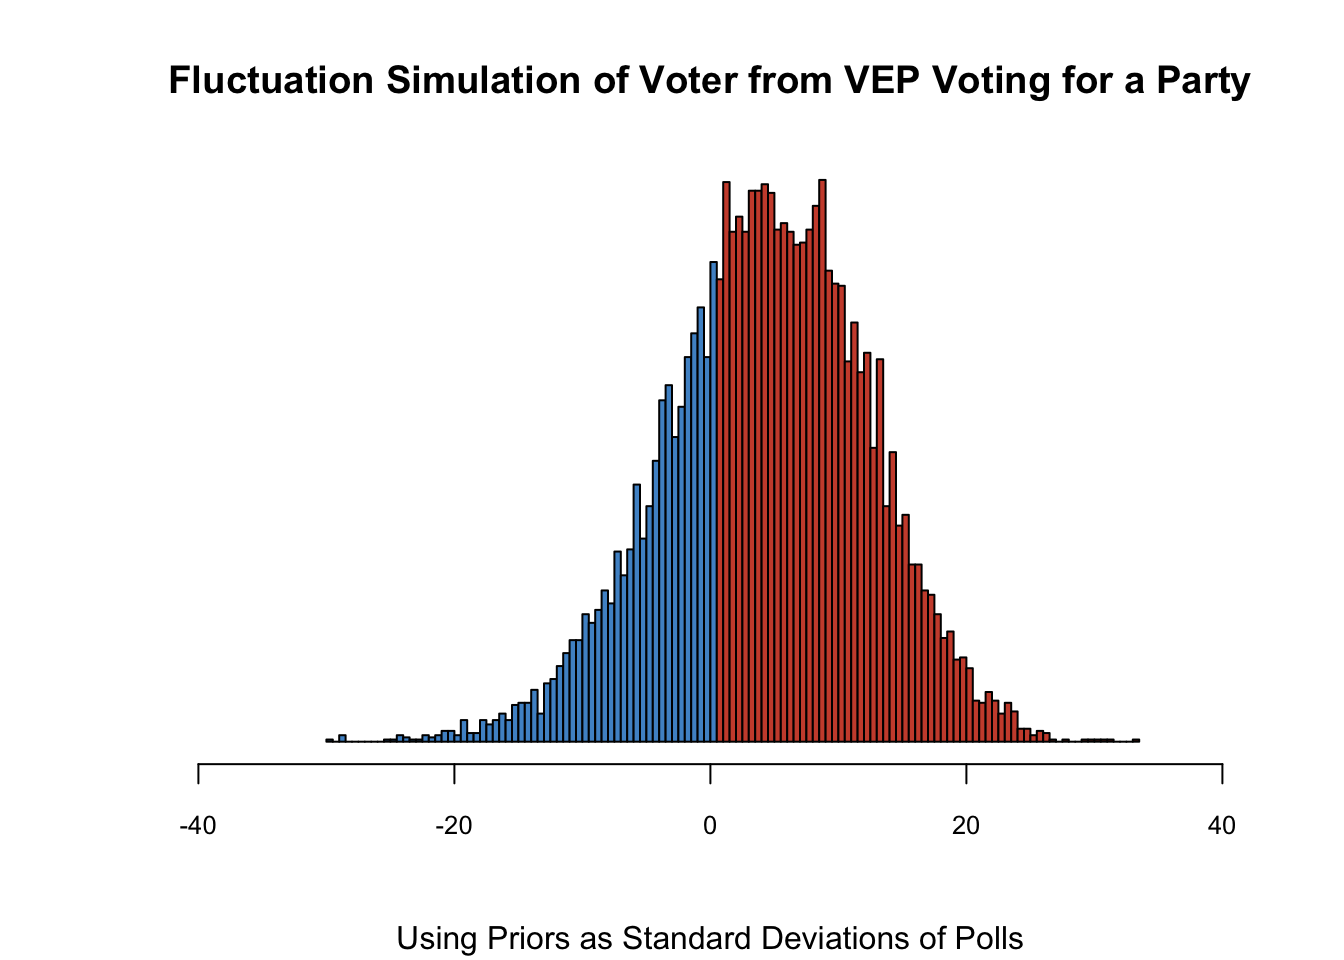 Fluctuation Simulation of Voter from VEP Voting for a Party
-40 -20 0 20 40
Using Priors as Standard Deviations of Polls